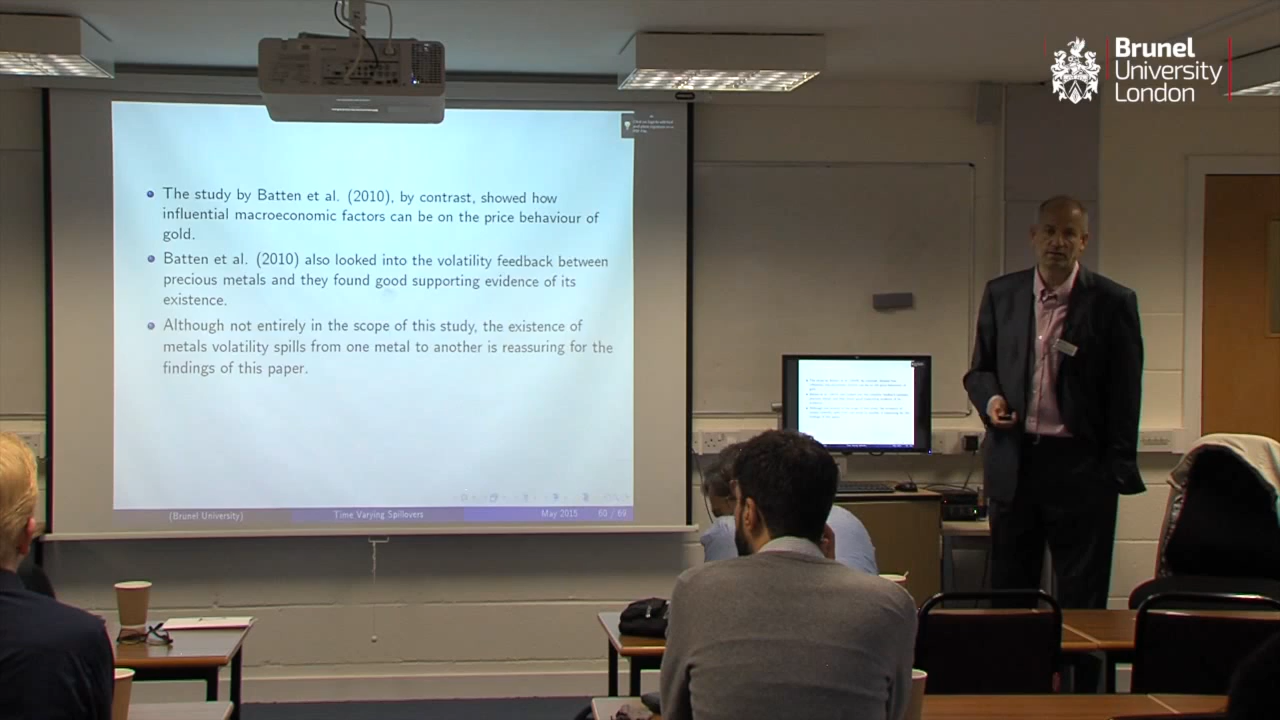 Brunel
University
London
The study by Batten et al. (2010), by contrast, showed how
influential macroeconomic factors can be on the price behaviour of
gold.
Batten et al. (2010) also looked into the volatility feedback between
precious metals and they found good supporting evidence of its
existence.
Although not entirely in the scope of this study, the existence of
metals volatility spills from one metal to another is reassuring for the
findings of this paper.
(Brunel University)
Time Varying Spillovers
May 2015
60 / 69